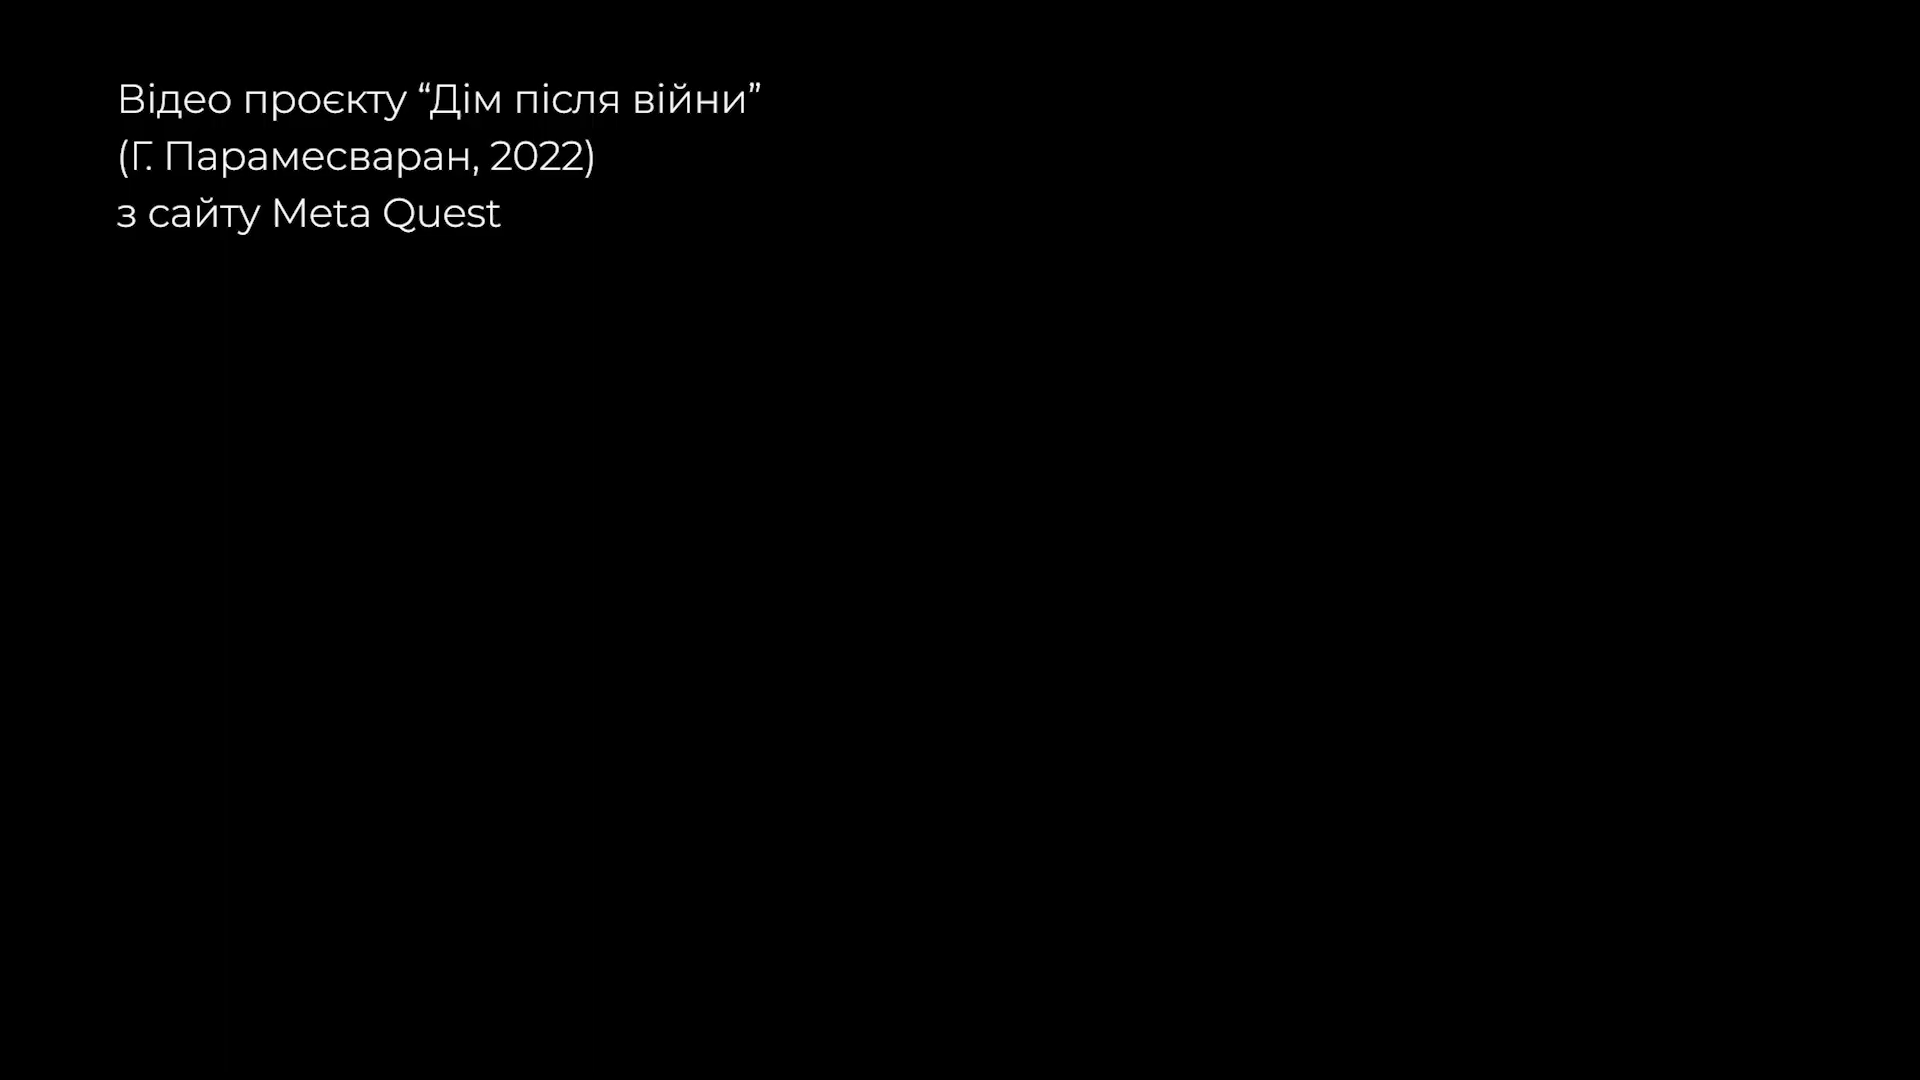 Відео проєкту “Дім після війни”
(Г. Парамесваран, 2022)
з сайту Meta Quest